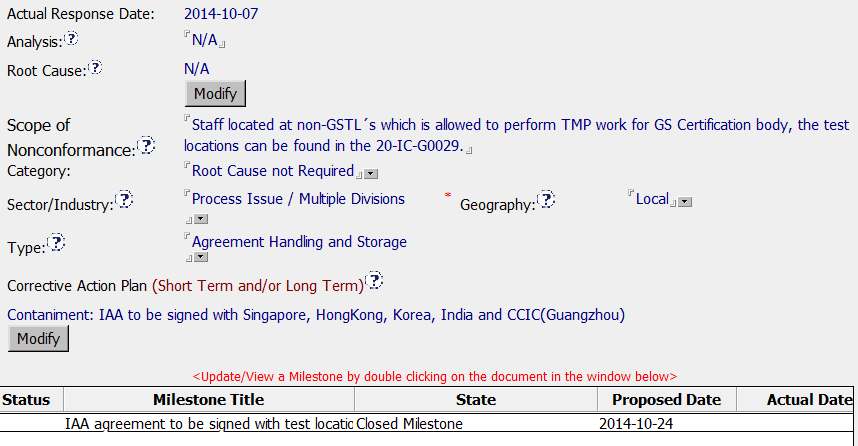 Actual Response Date: 2014-10-07
Analysis: ? N/A
Root Cause: ? N/A
Modify
Scope of Nonconformance: ? Staff located at non-GSTL´s which is allowed to perform TMP work for GS Certification body, the test
locations can be found in the 20-IC-G0029.
Category: Root Cause not Required
Sector/Industry: ? Process Issue / Multiple Divisions * Geography: ? Local
Type: ? Agreement Handling and Storage
Corrective Action Plan (Short Term and/or Long Term) ?
Contaniment: IAA to be signed with Singapore, HongKong, Korea, India and CCIC(Guangzhou)
Modify
<Update/View a Milestone by double clicking on the document in the window below>
Status Milestone Title State Proposed Date Actual Date
IAA agreement to be signed with test locatic Closed Milestone 2014-10-24